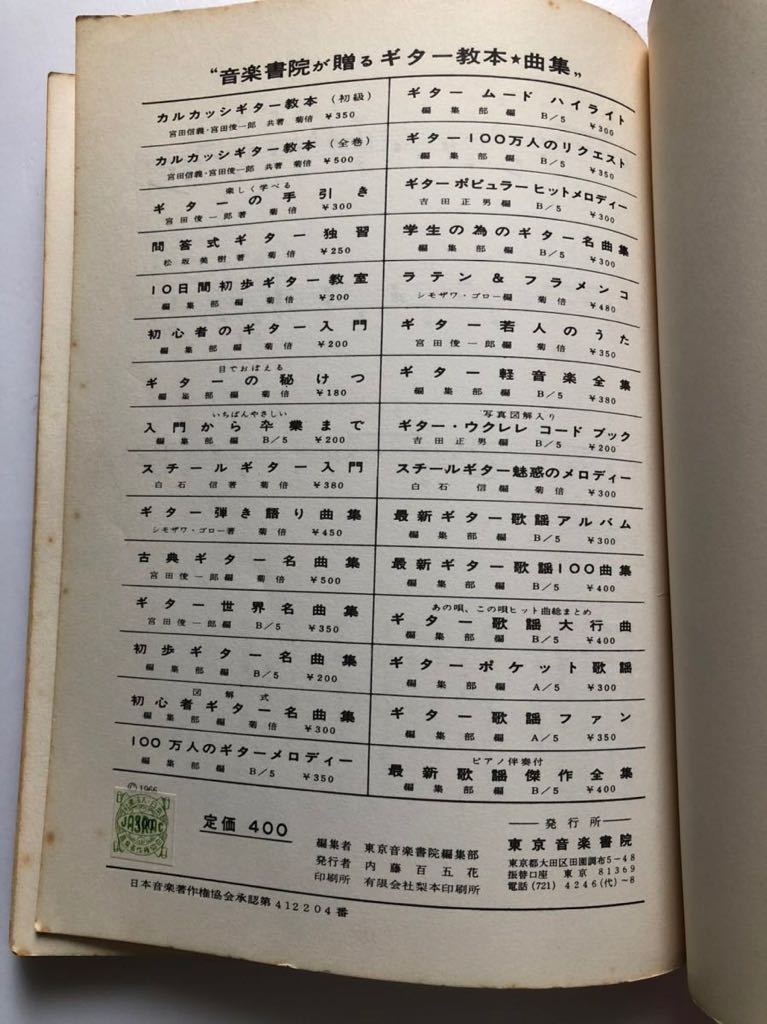 “音楽書院が贈るギター教本★曲集”
カルカッシギター教本（初級）
宮田信義・宮田俊一郎 共著 菊倍 ￥350
カルカッシギター教本（全巻）
宮田信義・宮田俊一郎 共著 菊倍 ￥500
楽しく学べる
ギターの手引き
宮田俊一郎著 菊倍 ￥300
問答式ギター独習
松坂美樹著 菊倍 ￥250
10日間初歩ギター教室
編集部編 菊倍 ￥200
初心者のギター入門
編集部編 菊倍 ￥200
目でおぼえる
ギターの秘けつ
編集部編 菊倍 ￥180
いちばんやさしい
入門から卒業まで
編集部編 B/5 ￥200
スチールギター入門
白石信著 菊倍 ￥380
ギター弾き語り曲集
シモザワ・ゴロー著 菊倍 ￥450
古典ギター名曲集
宮田俊一郎編 菊倍 ￥500
ギター世界名曲集
宮田俊一郎編 B/5 ￥350
初歩ギター名曲集
編集部編 B/5 ￥200
図解式
初心者ギター名曲集
編集部編 菊倍 ￥300
100万人のギターメロディー
編集部編 B/5 ￥350
ギター ムード ハイライト
編集部編 B/5 ￥300
ギター100万人のリクエスト
編集部編 B/5 ￥350
ギターポピュラーヒットメロディー
吉田正男編 B/5 ￥300
学生の為のギター名曲集
編集部編 B/5 ￥300
ラテン＆フラメンコ
シモザワ・ゴロー編 菊倍 ￥480
ギター若人のうた
宮田俊一郎編 菊倍 ￥350
ギター軽音楽全集
編集部編 B/5 ￥380
写真図解入り
ギター・ウクレレ コード ブック
吉田正男編 B/5 ￥200
スチールギター魅惑のメロディー
白石信編 菊倍 ￥300
最新ギター歌謡アルバム
編集部編 B/5 ￥300
最新ギター歌謡100曲集
編集部編 B/5 ￥400
あの唄、この唄ヒット曲総まとめ
ギター歌謡大行曲
編集部編 B/5 ￥400
ギターポケット歌謡
編集部編 A/5 ￥300
ギター歌謡ファン
編集部編 A/5 ￥350
ピアノ伴奏付
最新歌謡傑作全集
編集部編 B/5 ￥400
©1966
定価 400
編集者 東京音楽書院編集部
発行者 内藤百五花
印刷所 有限会社梨本印刷所
発行所
東京音楽書院
東京都大田区田園調布5-48
振替口座 東京 81369
電話(721) 4246(代)～8
日本音楽著作権協会承認第412204番